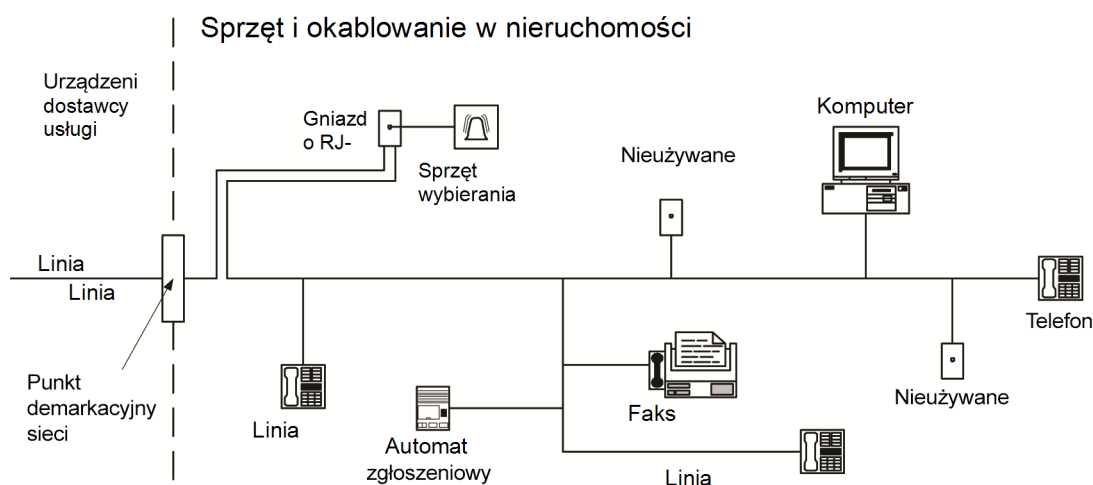 Sprzęt i okablowanie w nieruchomości
Urządzeni
dostawcy
usługi
Gniazd
o RJ-
Sprzęt
wybierania
Nieużywane
Komputer
Linia
Linia
Telefon
Punkt
demarkacyjny
sieci
Linia
Automat
zgłoszeniowy
Faks
Nieużywane
Linia